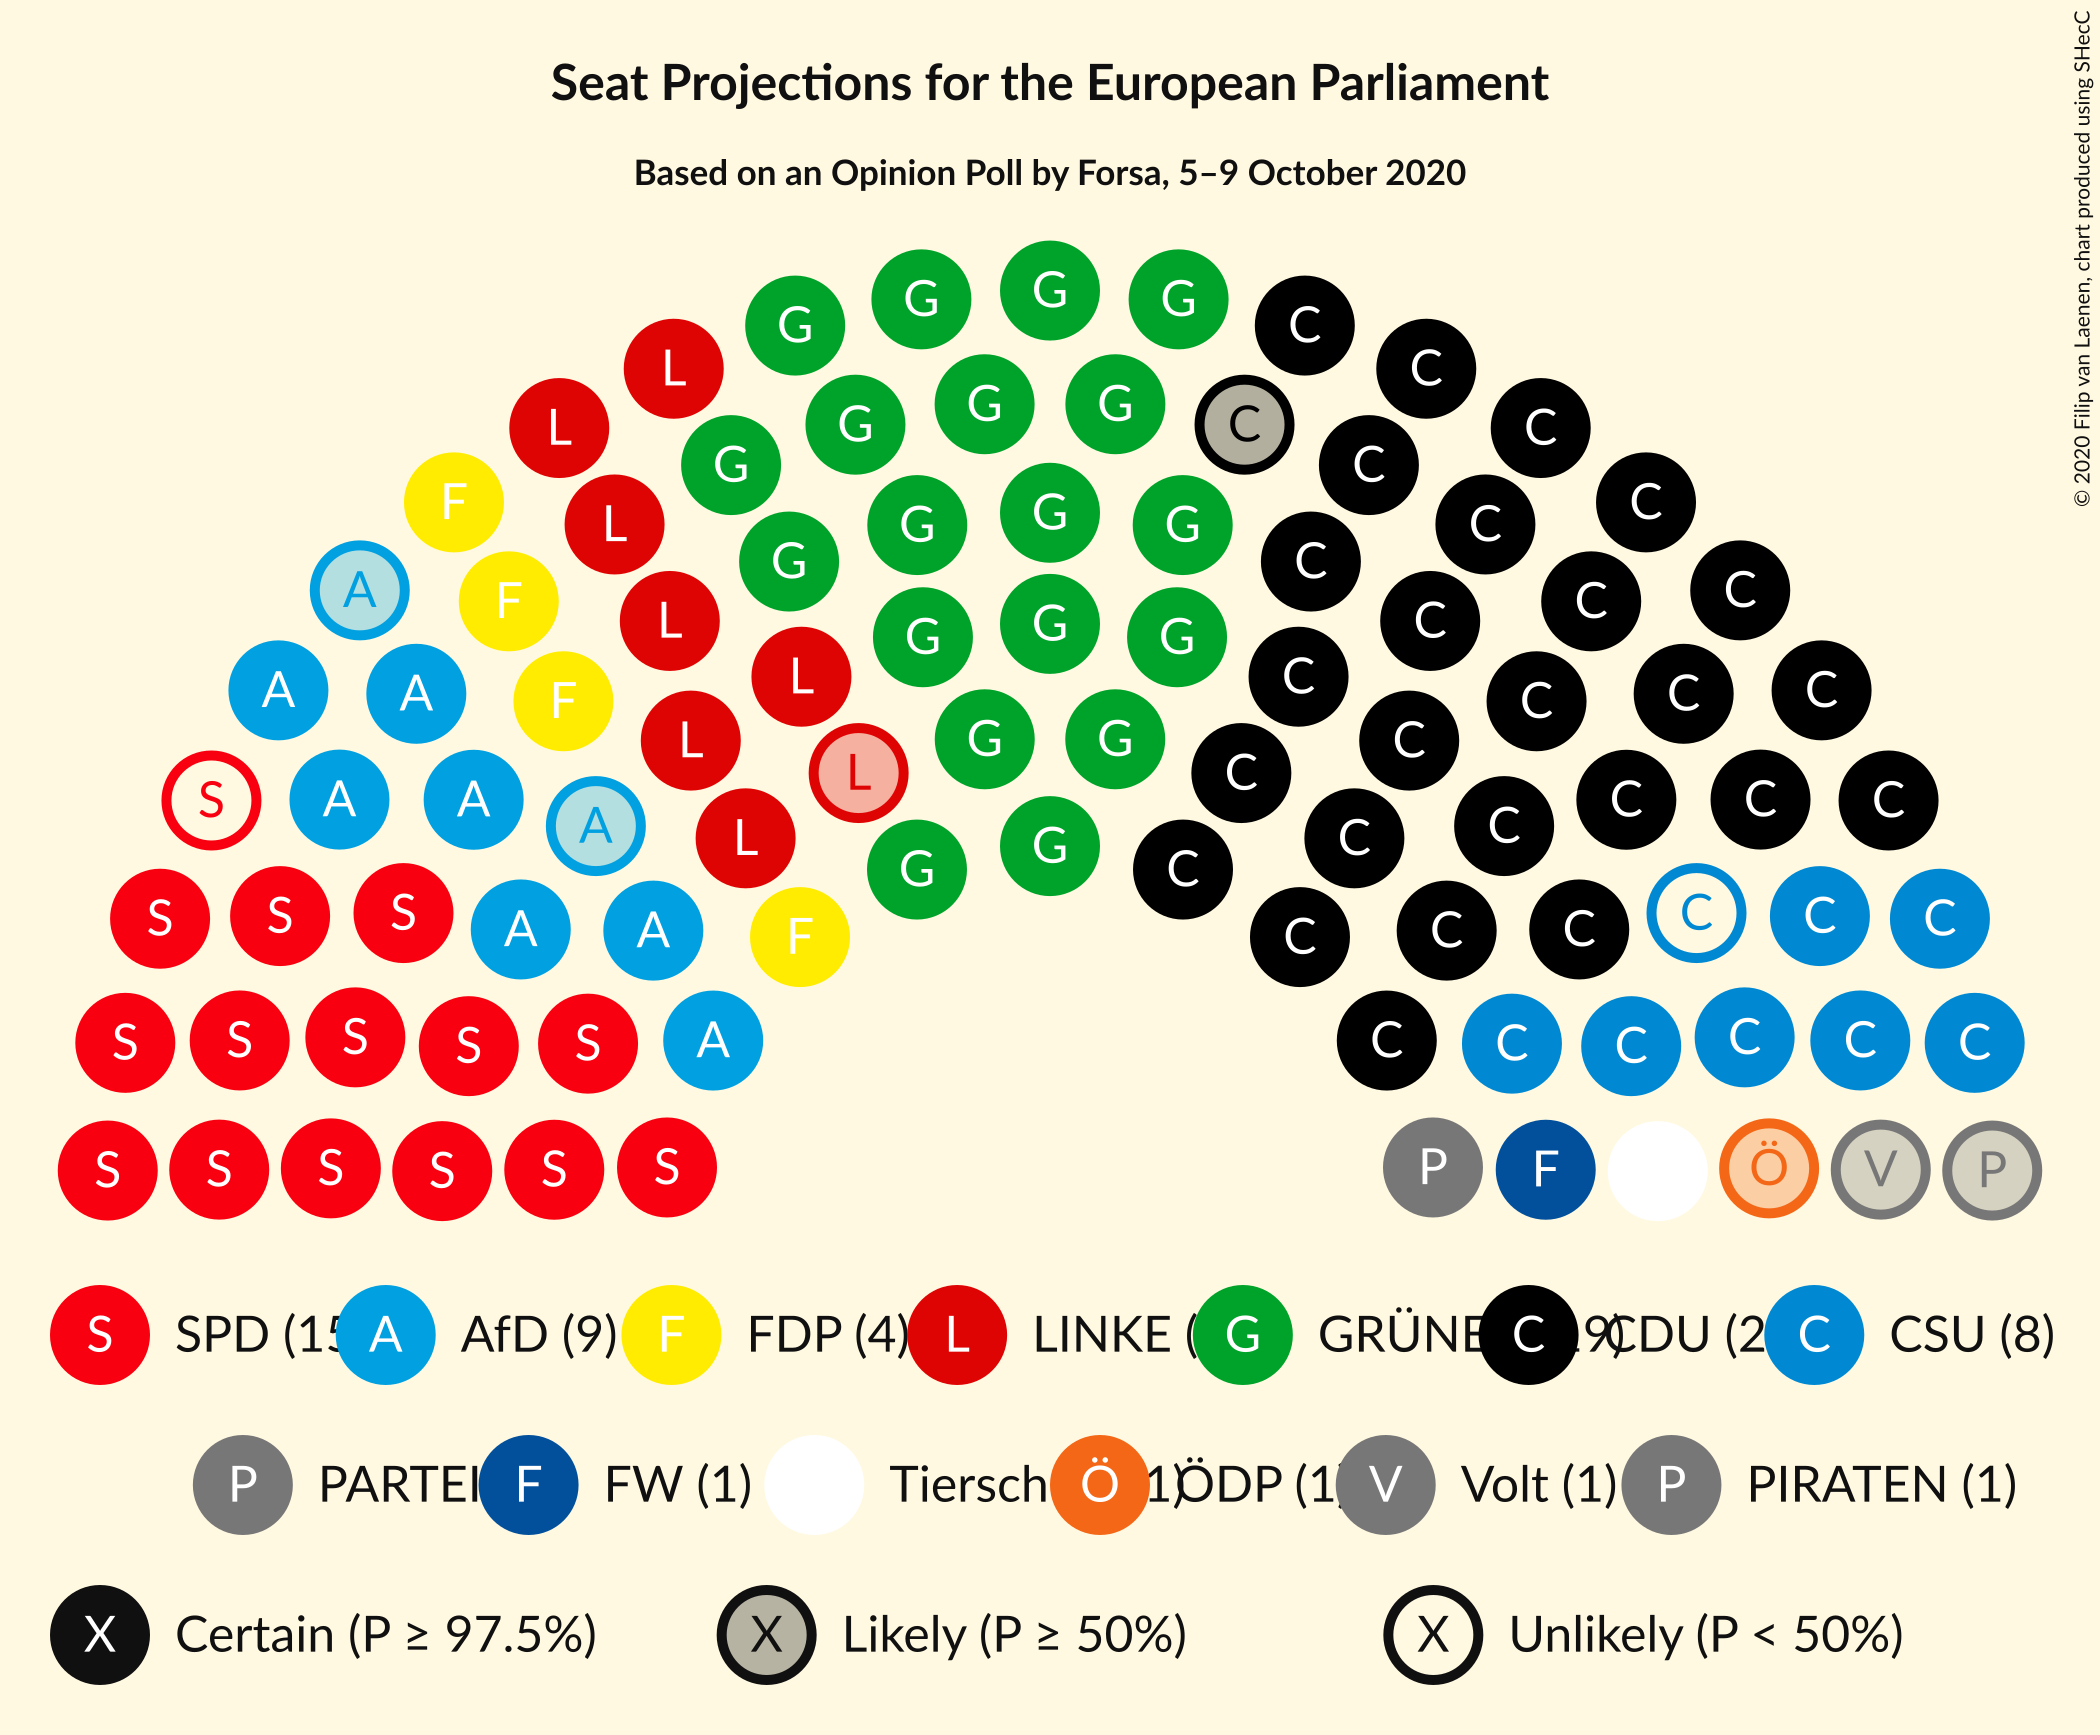 Seat Projections for the European Parliament
Based on an Opinion Poll by Forsa, 5–9 October 2020
© 2020 Filip van Laenen, chart produced using SHecC
G G G G C
L C
G G C
L G C C
L G C
F G G G C
L C C
A F G C C
L C
G G G
A A F L C C C C
L C C
G G
S A A A L C C C C C
L C C
G G C
S S S A A F C C C C C C
S S S S S A C C C C C C
S S S S S S P F Ö V P
S SPD (15 A AfD (9) F FDP (4) L LINKE ( G GRÜNE C 9) CDU (2 C CSU (8)
P PARTEI F FW (1) Tiersch Ö 1) ÖDP (1) V Volt (1) P PIRATEN (1)
X Certain (P ≥ 97.5%) X Likely (P ≥ 50%) X Unlikely (P < 50%)